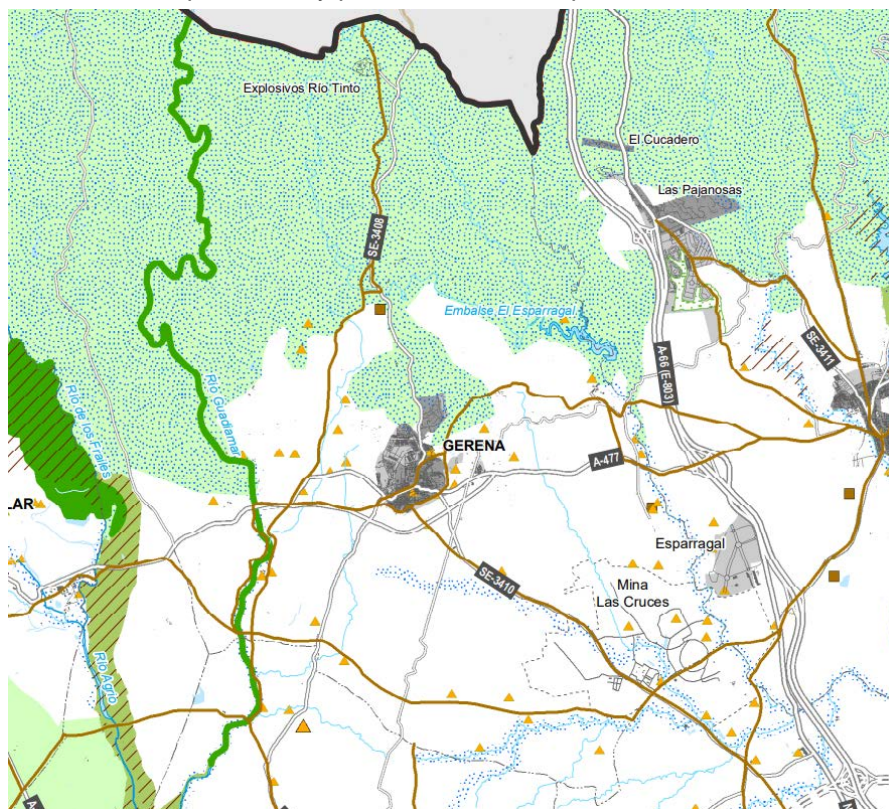 Explosivos Río Tinto
El Cucadero
Las Pajanosas
SE-3408
Embalse El Esparragal
A-66 (E-803)
SE-3411
Río de los Frailes
Río Guadiamar
GERENA
A-477
LAR
Esparragal
SE-3410
Mina
Las Cruces
Río Agrio